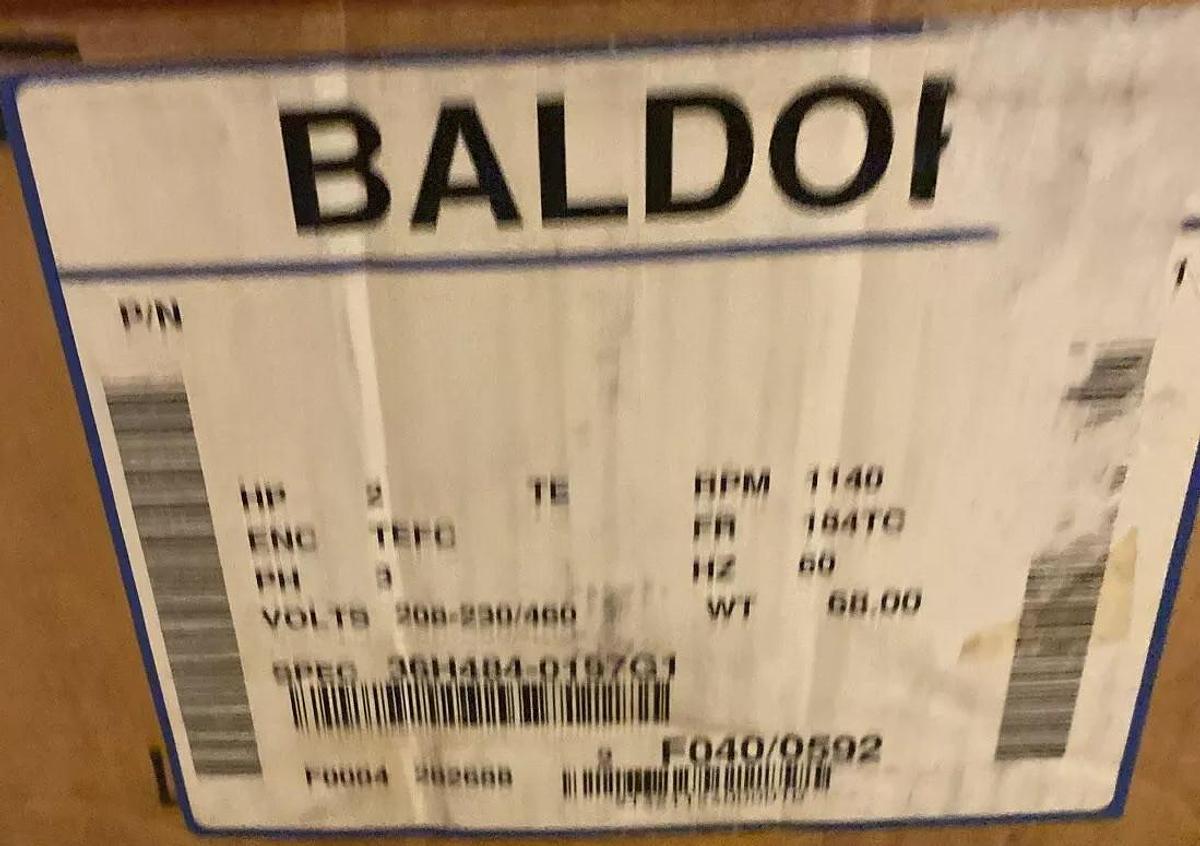 BALDOR
P/N
HP 2 TE RPM 1140
ENC TEFC FR 184TC
PH 3 HZ 60
VOLTS 208-230/460 WT 68.00
SPEC 36H484-0197G1
F040/0592
F0004 282688